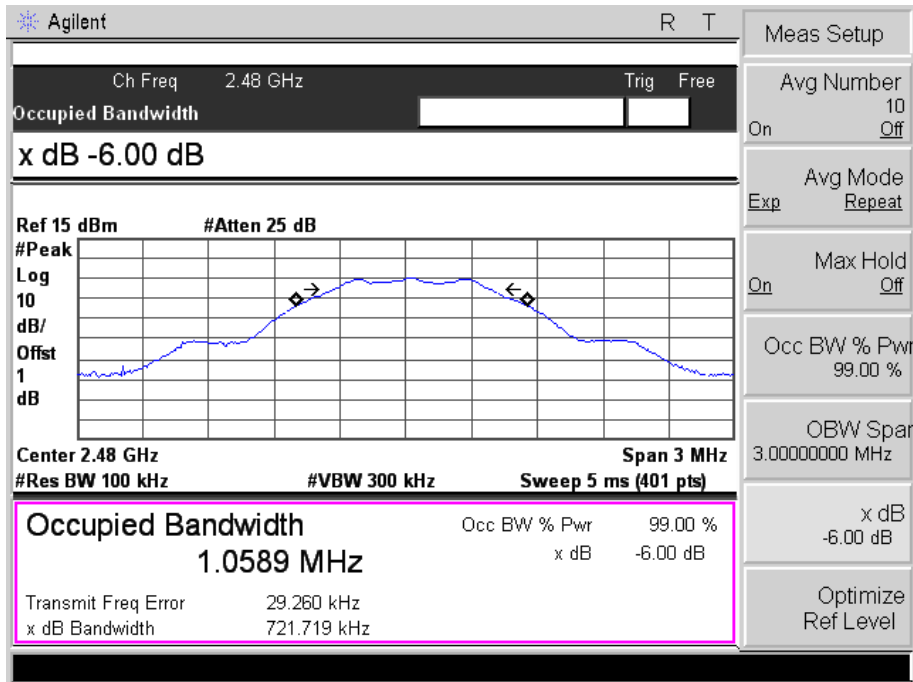 Agilent R T
Ch Freq 2.48 GHz Trig Free
Occupied Bandwidth
x dB -6.00 dB
Ref 15 dBm #Atten 25 dB
#Peak
Log
10
dB/
Offst
1
dB
Center 2.48 GHz Span 3 MHz
#Res BW 100 kHz #VBW 300 kHz Sweep 5 ms (401 pts)
Occupied Bandwidth
1.0589 MHz
Occ BW % Pwr 99.00 %
x dB -6.00 dB
Transmit Freq Error 29.260 kHz
x dB Bandwidth 721.719 kHz
Meas Setup
Avg Number
10
On Off
Avg Mode
Exp Repeat
Max Hold
On Off
Occ BW % Pwr
99.00 %
OBW Span
3.00000000 MHz
x dB
-6.00 dB
Optimize
Ref Level